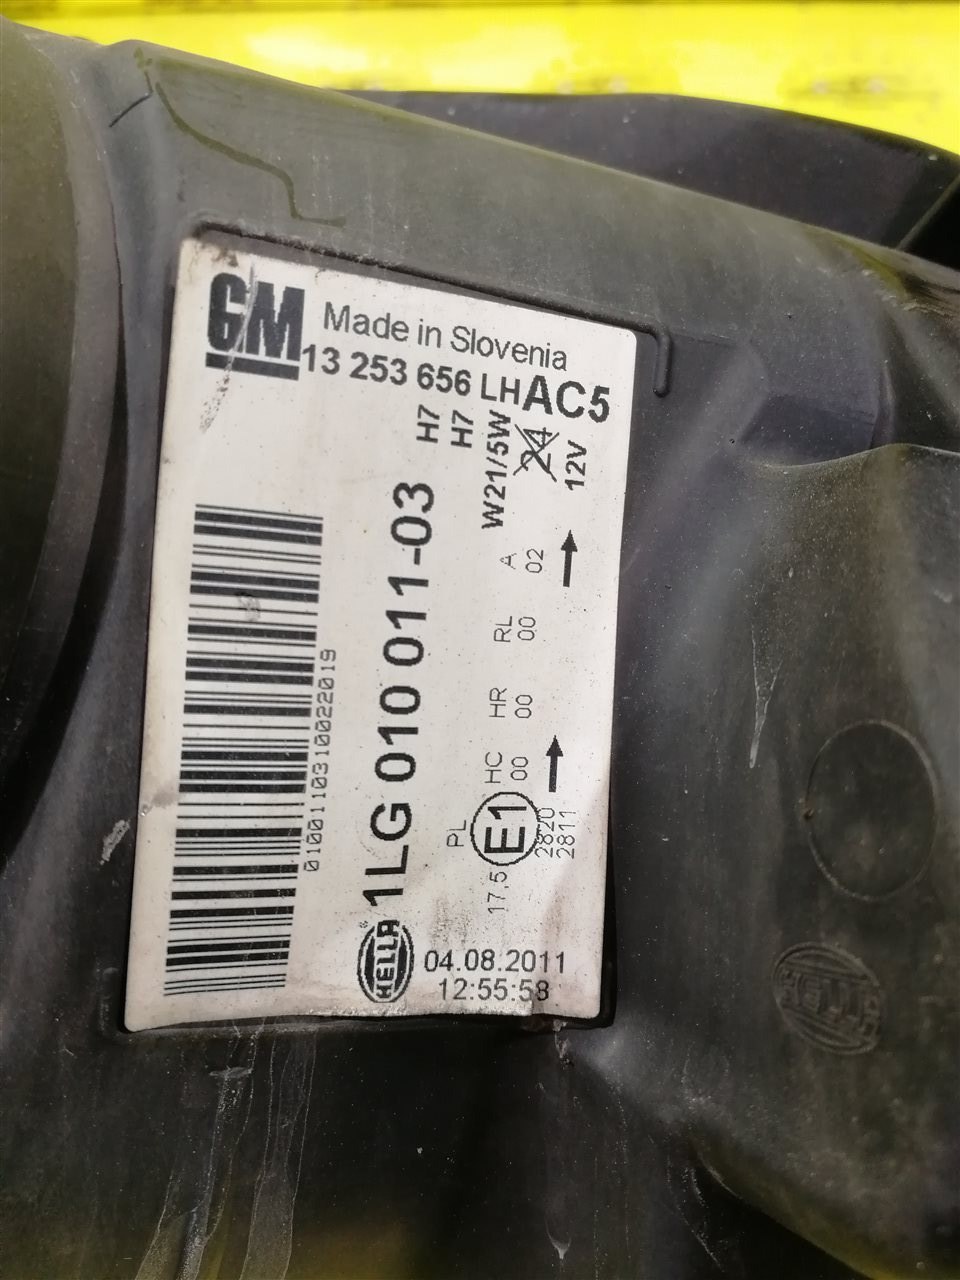 GM
Made in Slovenia
13 253 656 LH AC5
H7
H7
W21/5W
24
12V
0100110310022019
1LG 010 011-03
A
02
RL
00
HR
00
HC
00
PL
E1
17,5
2820
2811
HELLA
®
04.08.2011
12:55:58
HELLA